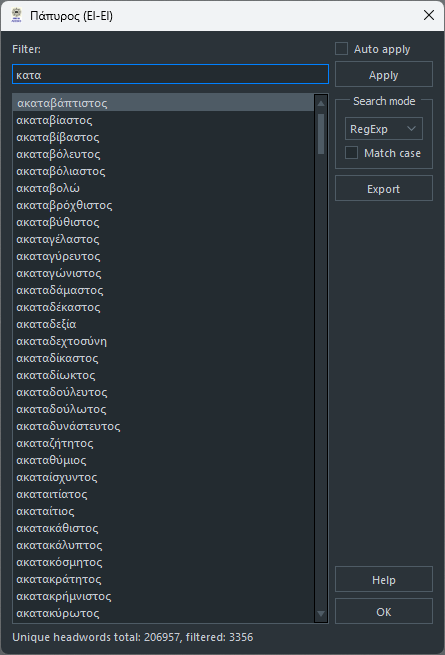 Πάπυρος (El-El)
Filter:
Auto apply
κατα
Apply
Search mode
RegExp
Match case
Export
ακαταβάπτιστος
ακαταβίαστος
ακαταβίβαστος
ακαταβόλευτος
ακαταβόλιαστος
ακαταβολώ
ακαταβρόχθιστος
ακαταβύθιστος
ακαταγέλαστος
ακαταγύρευτος
ακαταγώνιστος
ακαταδάμαστος
ακαταδέκαστος
ακαταδεξία
ακαταδεχτοσύνη
ακαταδίκαστος
ακαταδίωκτος
ακαταδούλευτος
ακαταδούλωτος
ακαταδυνάστευτος
ακαταζήτητος
ακαταθύμιος
ακαταίσχυντος
ακαταιτίατος
ακαταίτιος
ακατακάθιστος
ακατακάλυπτος
ακατακόσμητος
ακατακράτητος
ακατακρήμνιστος
ακατακύρωτος
Help
OK
Unique headwords total: 206957, filtered: 3356